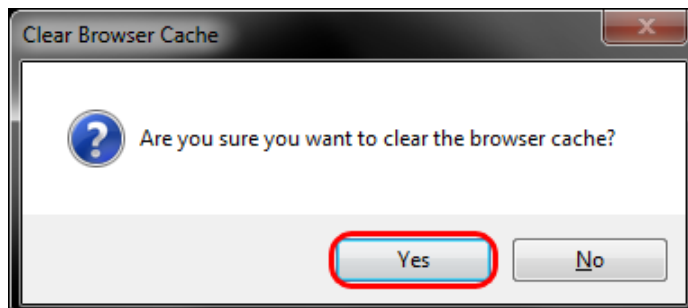 Clear Browser Cache
Are you sure you want to clear the browser cache?
Yes No